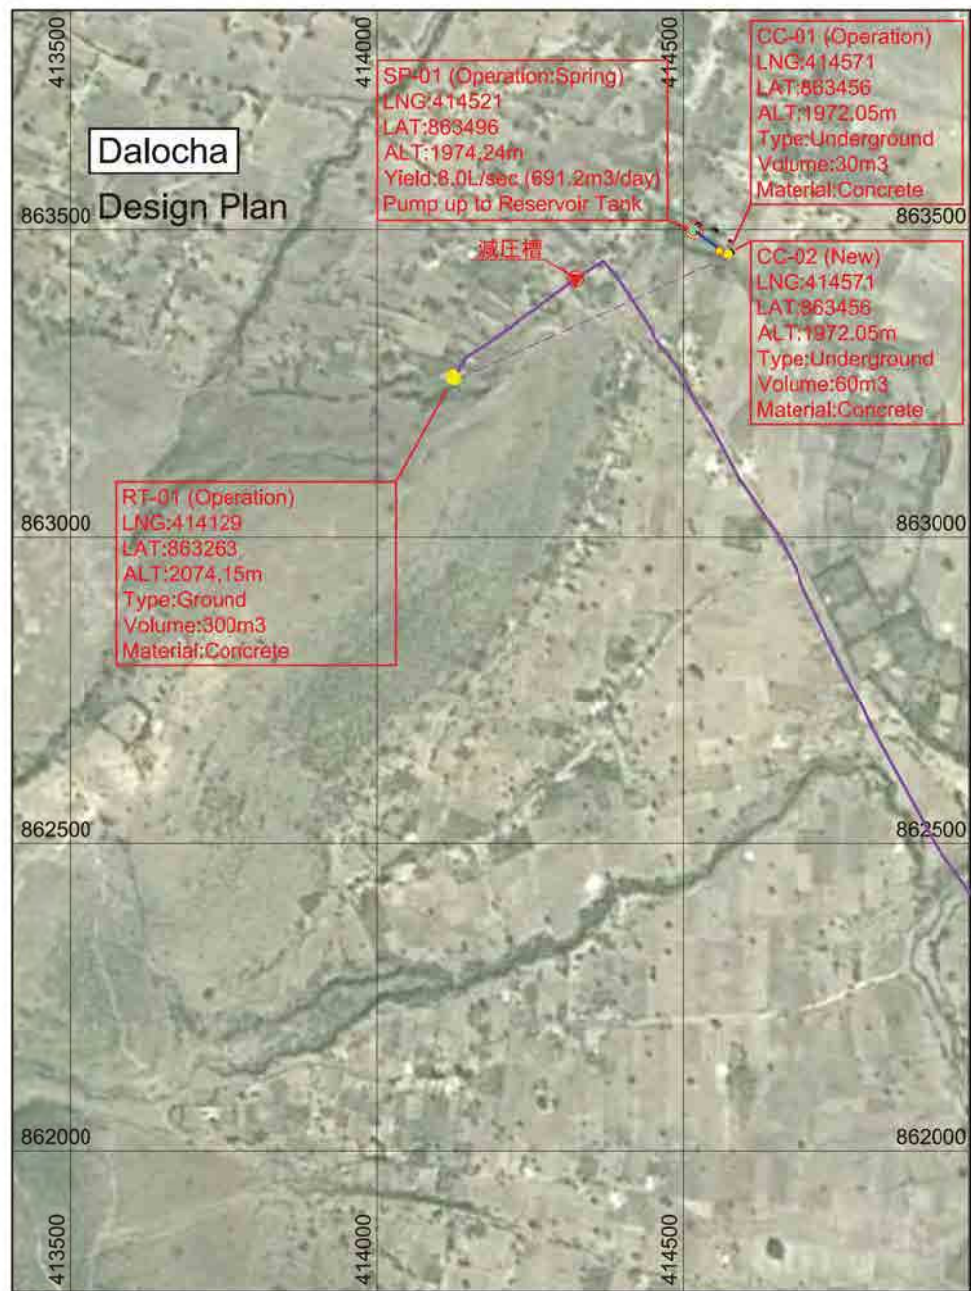 413500
414000
414500
Dalocha
Design Plan
SP-01 (Operation:Spring)
LNG:414521
LAT:863496
ALT:1974.24m
Yield:8.0L/sec (691.2m3/day)
Pump up to Reservoir Tank
CC-01 (Operation)
LNG:414571
LAT:863456
ALT:1972.05m
Type:Underground
Volume:30m3
Material:Concrete
863500
863500
減圧槽
CC-02 (New)
LNG:414571
LAT:863456
ALT:1972.05m
Type:Underground
Volume:60m3
Material:Concrete
RT-01 (Operation)
LNG:414129
LAT:863263
ALT:2074.15m
Type:Ground
Volume:300m3
Material:Concrete
863000
863000
862500
862500
862000
862000
413500
414000
414500